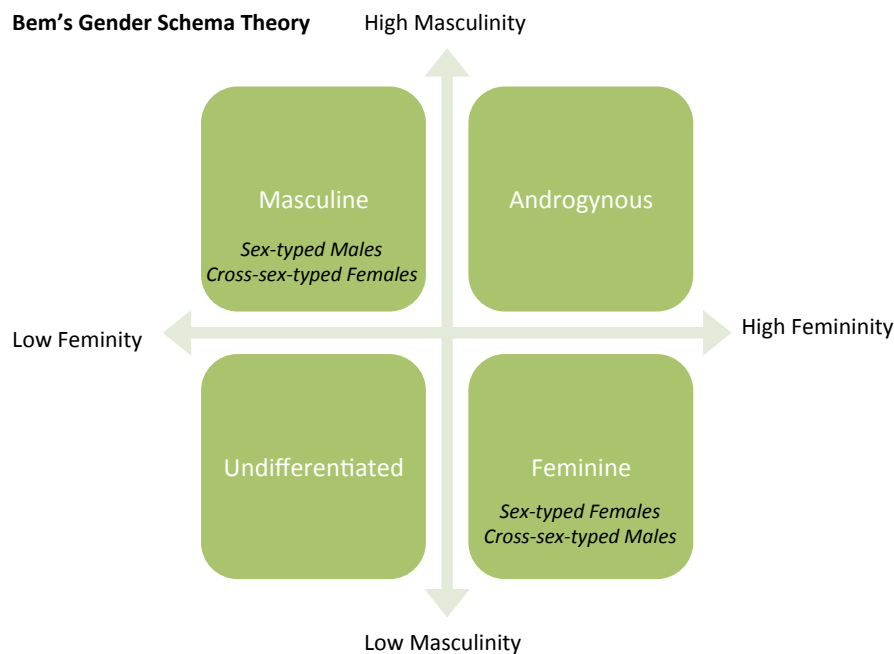 Bem’s Gender Schema Theory
High Masculinity
Masculine
Sex-typed Males
Cross-sex-typed Females
Androgynous
Low Feminity
High Femininity
Undifferentiated
Feminine
Sex-typed Females
Cross-sex-typed Males
Low Masculinity